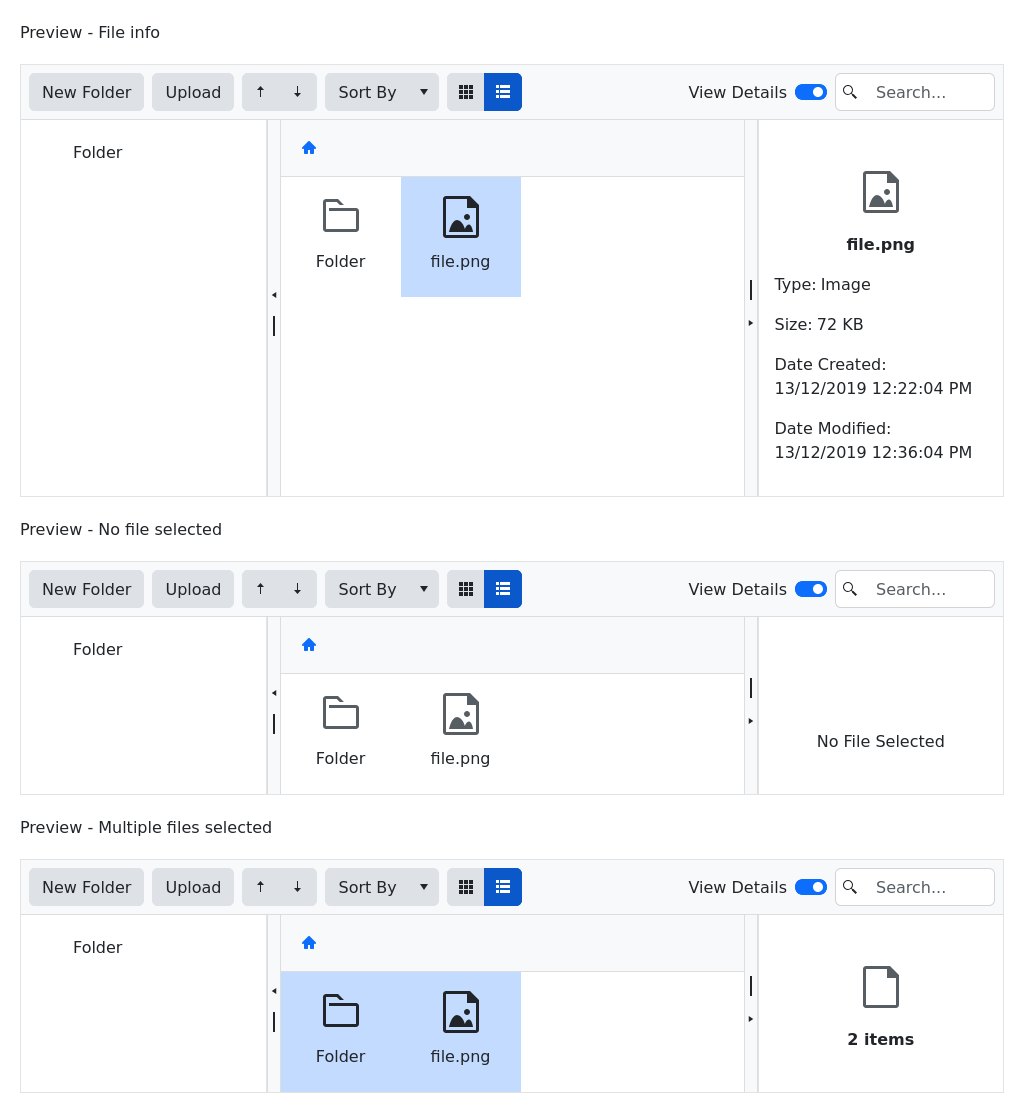 Preview - File info
New Folder Upload Sort By View Details Search...
Folder
Folder file.png
file.png
Type: Image
Size: 72 KB
Date Created:
13/12/2019 12:22:04 PM
Date Modified:
13/12/2019 12:36:04 PM
Preview - No file selected
New Folder Upload Sort By View Details Search...
Folder
Folder file.png
No File Selected
Preview - Multiple files selected
New Folder Upload Sort By View Details Search...
Folder
Folder file.png
2 items